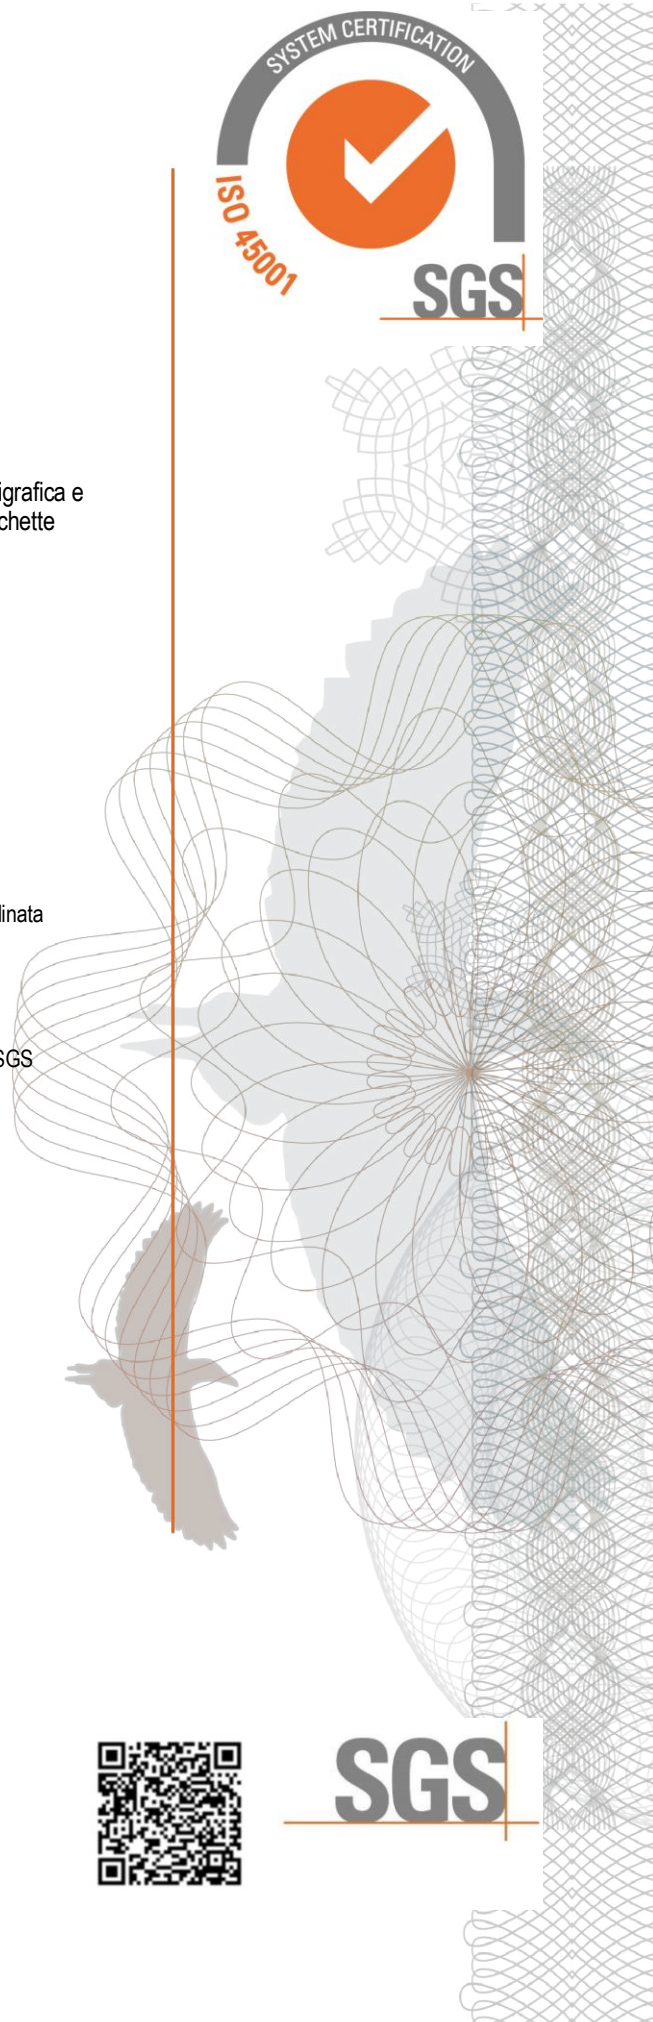 SYSTEM CERTIFICATION
ISO 45001
SGS
igrafica e
chette
linata
SGS
SGS